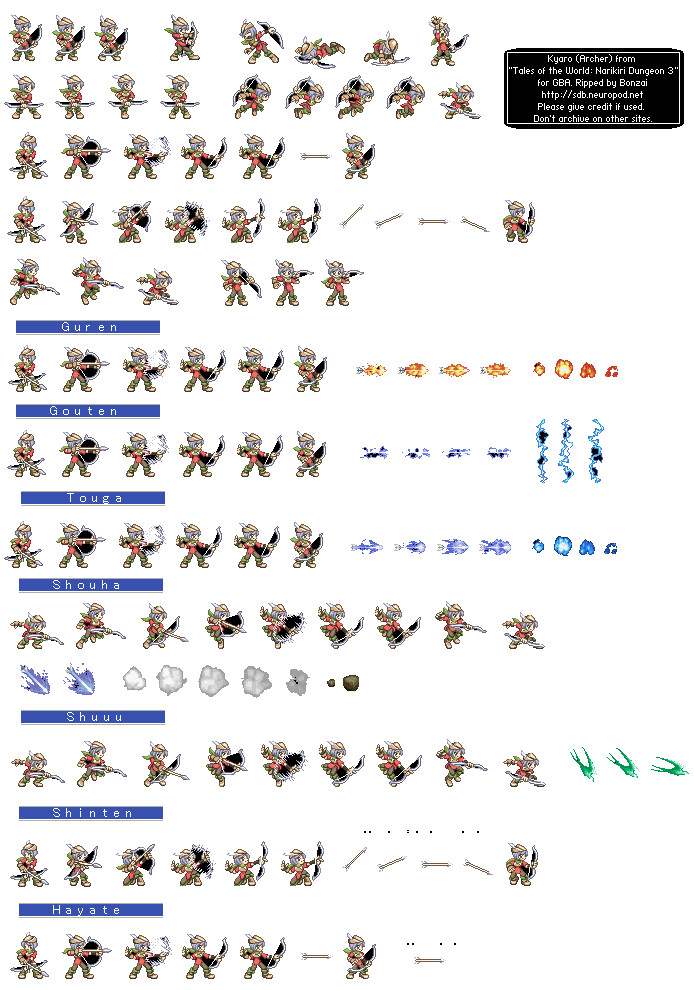 Kyaro (Archer) from
"Tales of the World: Narikiri Dungeon 3"
for GBA. Ripped by Bonzai
http://sdb.neuropod.net
Please give credit if used.
Don't archive on other sites.
Guren
Gouten
Touga
Shouha
Shuuu
Shinten
Hayate